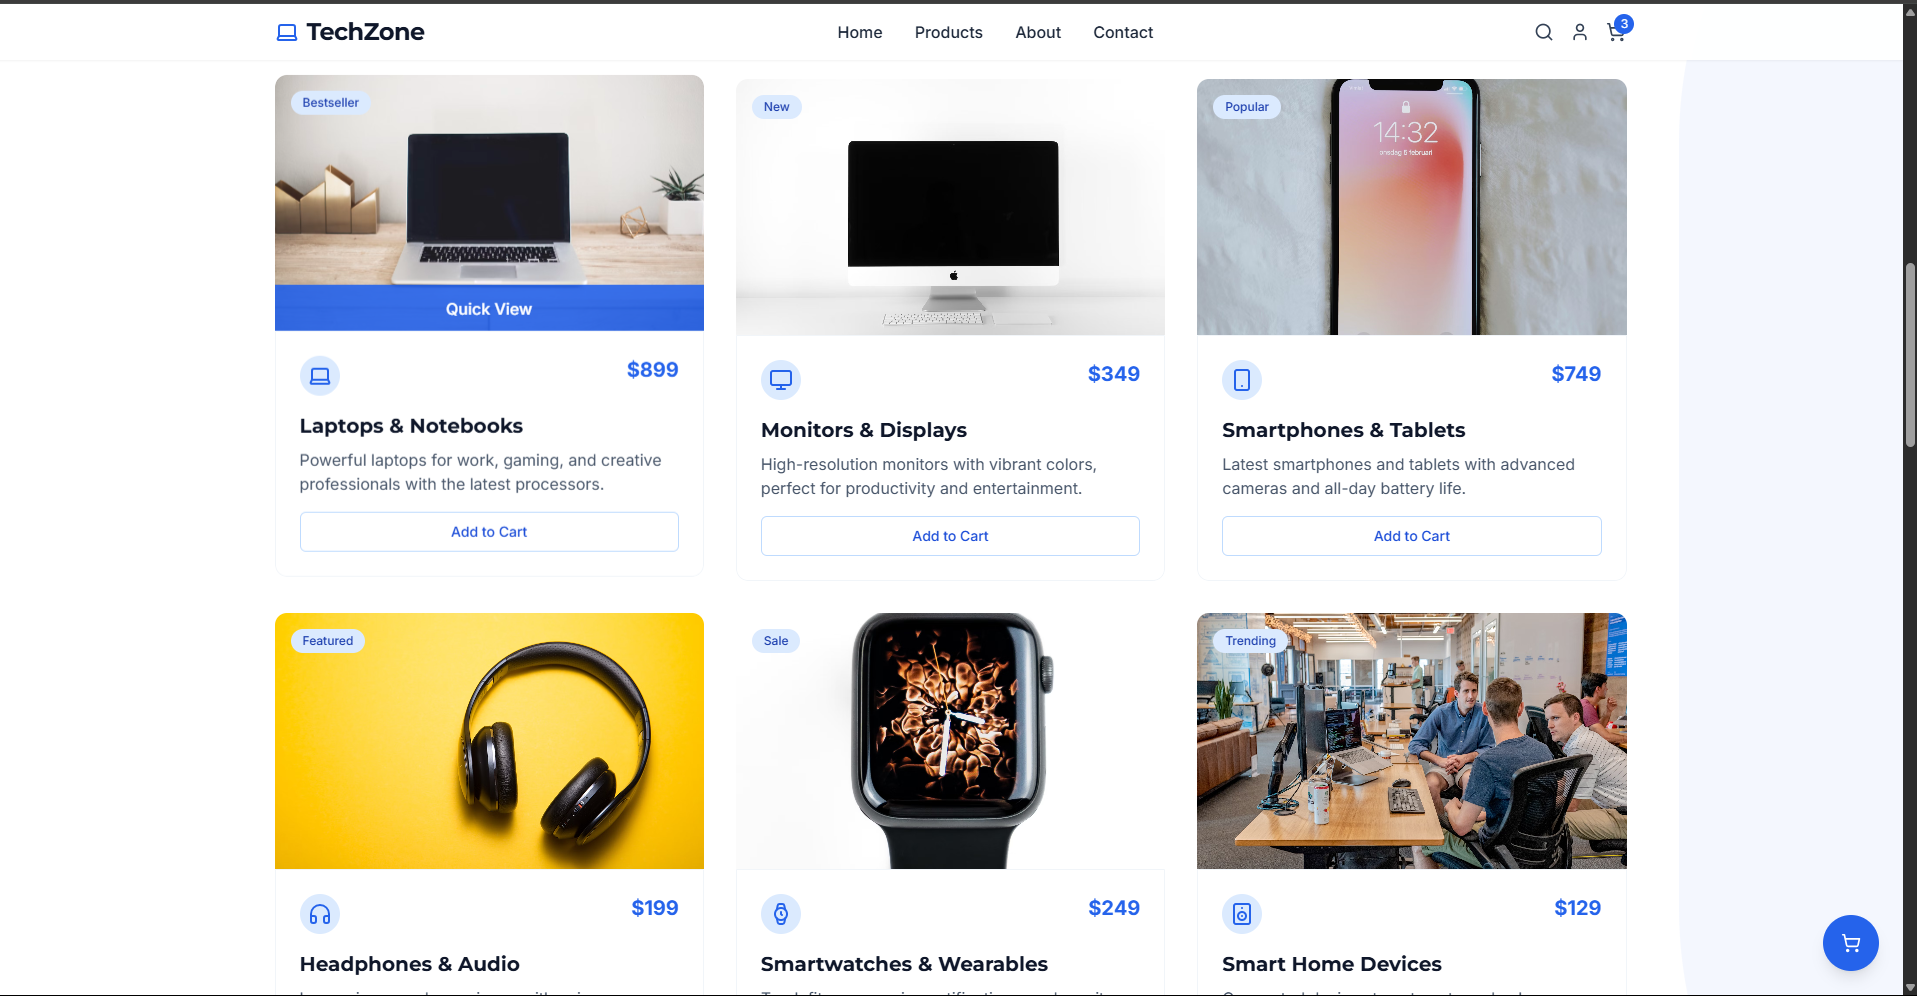 TechZone
Home
Products
About
Contact
3
Bestseller
Quick View
$899
Laptops & Notebooks
Powerful laptops for work, gaming, and creative
professionals with the latest processors.
Add to Cart
New
$349
Monitors & Displays
High-resolution monitors with vibrant colors,
perfect for productivity and entertainment.
Add to Cart
Popular
14:32
onsdag 6 februari
$749
Smartphones & Tablets
Latest smartphones and tablets with advanced
cameras and all-day battery life.
Add to Cart
Featured
$199
Headphones & Audio
Sale
$249
Smartwatches & Wearables
Trending
$129
Smart Home Devices